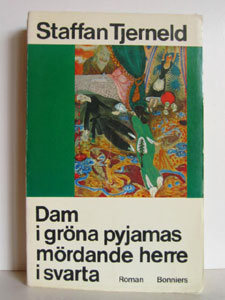 Staffan Tjerneld
Dam
i gröna pyjamas
mördande herre
i svarta
Roman Bonniers